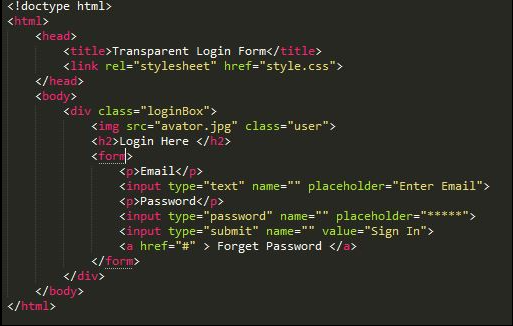 <!doctype html>
<html>
<head>
<title>Transparent Login Form</title>
<link rel="stylesheet" href="style.css">
</head>
<body>
<div class="loginBox">
<img src="avator.jpg" class="user">
<h2>Login Here </h2>
<form>
<p>Email</p>
<input type="text" name="" placeholder="Enter Email">
<p>Password</p>
<input type="password" name="" placeholder="*****">
<input type="submit" name="" value="Sign In">
<a href="#" > Forget Password </a>
</form>
</div>
</body>
</html>